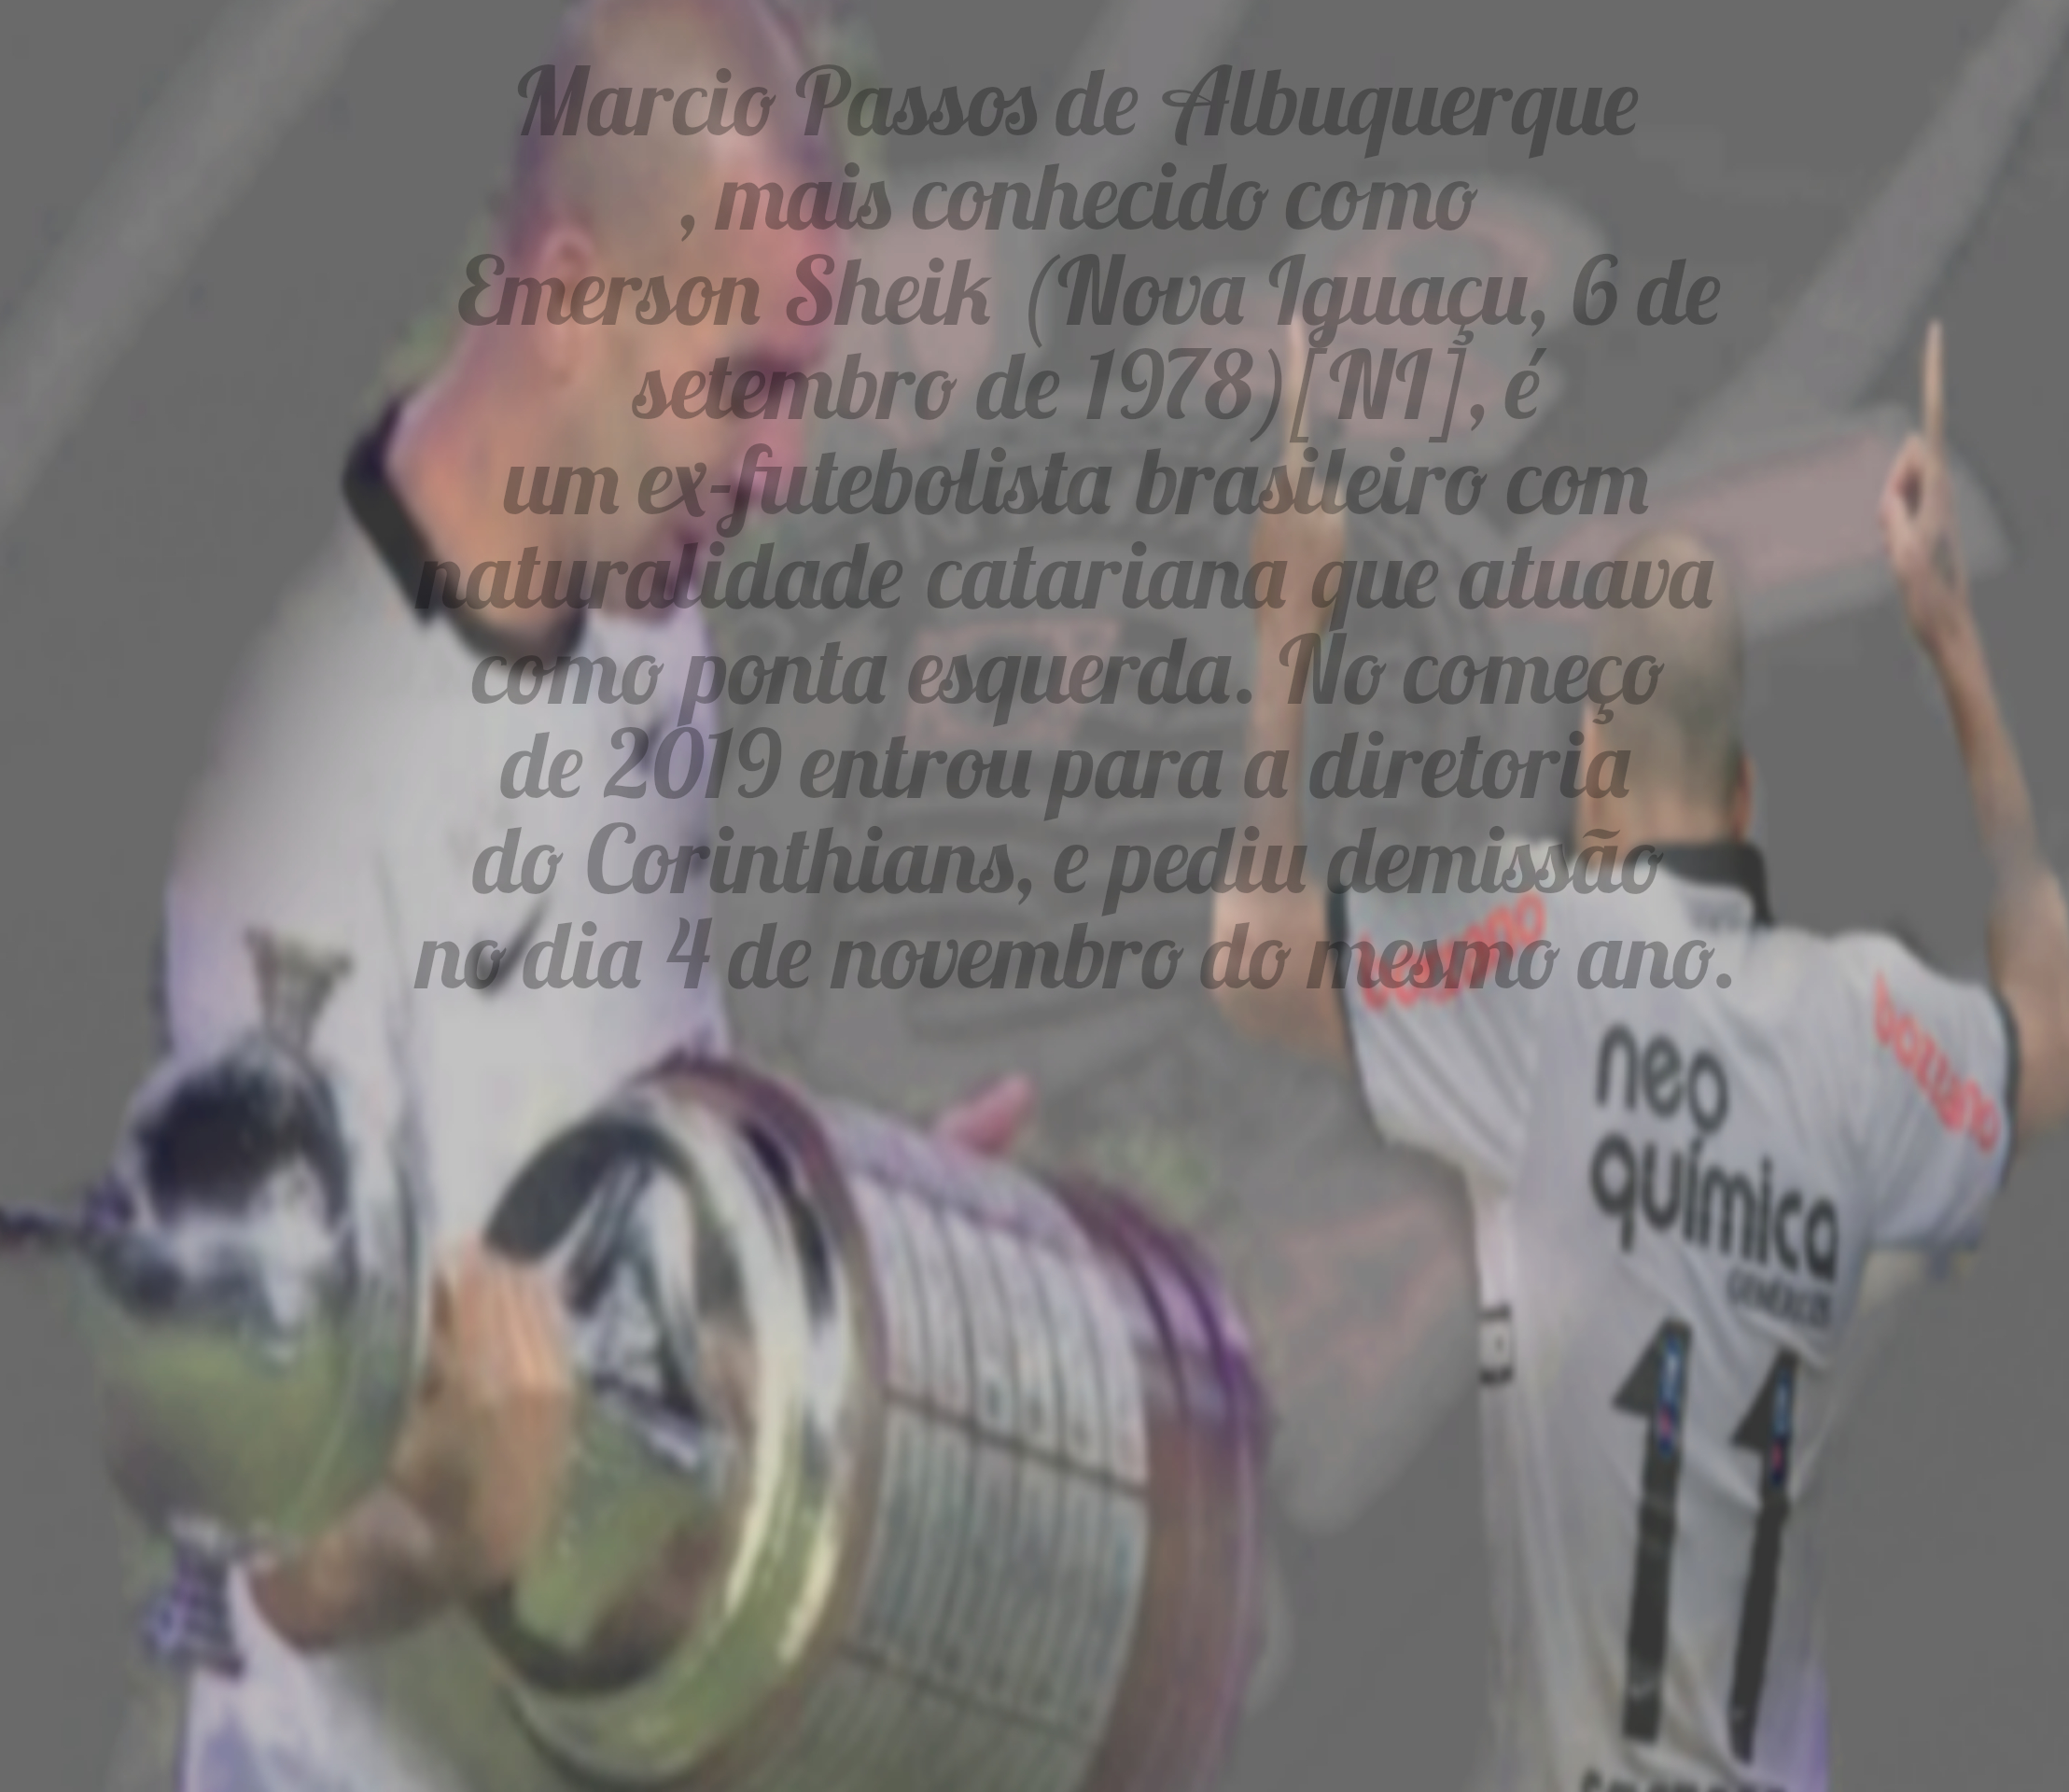 Marcio Passos de Albuquerque
, mais conhecido como
Emerson Sheik (Nova Iguaçu, 6 de
setembro de 1978)[N1], é
um ex-futebolista brasileiro com
naturalidade catariana que atuava
como ponta esquerda. No começo
de 2019 entrou para a diretoria
do Corinthians, e pediu demissão
no dia 4 de novembro do mesmo ano.
bozzano
bozzano
neo
química
11